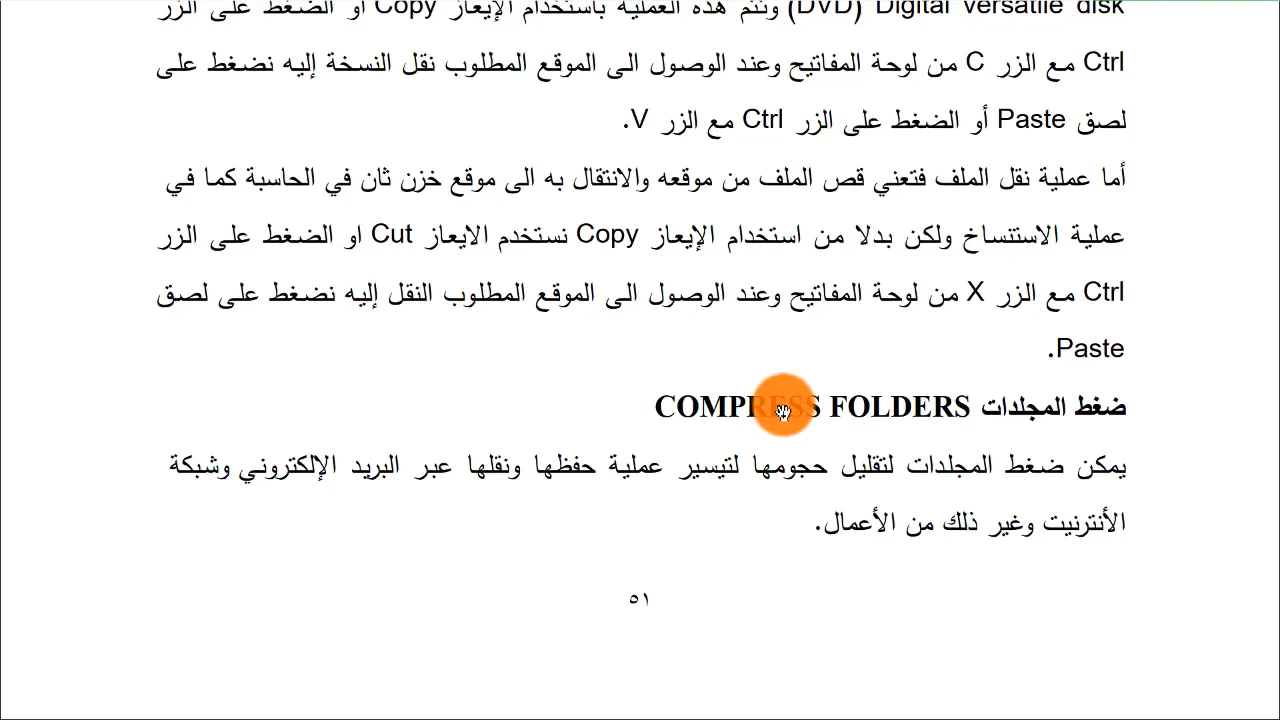 Digital versatile disk (DVD) وتتم هذه العملية باستخدام الإيعاز Copy أو الضغط على الزر
Ctrl مع الزر C من لوحة المفاتيح وعند الوصول الى الموقع المطلوب نقل النسخة إليه نضغط على
لصق Paste أو الضغط على الزر Ctrl مع الزر V.
أما عملية نقل الملف فتعني قص الملف من موقعه والانتقال به الى موقع خزن ثان في الحاسبة كما في
عملية الاستنساخ ولكن بدلا من استخدام الإيعاز Copy نستخدم الايعاز Cut او الضغط على الزر
Ctrl مع الزر X من لوحة المفاتيح وعند الوصول الى الموقع المطلوب النقل إليه نضغط على لصق
Paste.
ضغط المجلدات COMPRESS FOLDERS
يمكن ضغط المجلدات لتقليل حجومها لتيسير عملية حفظها ونقلها عبر البريد الإلكتروني وشبكة
الأنترنيت وغير ذلك من الأعمال.
٥١